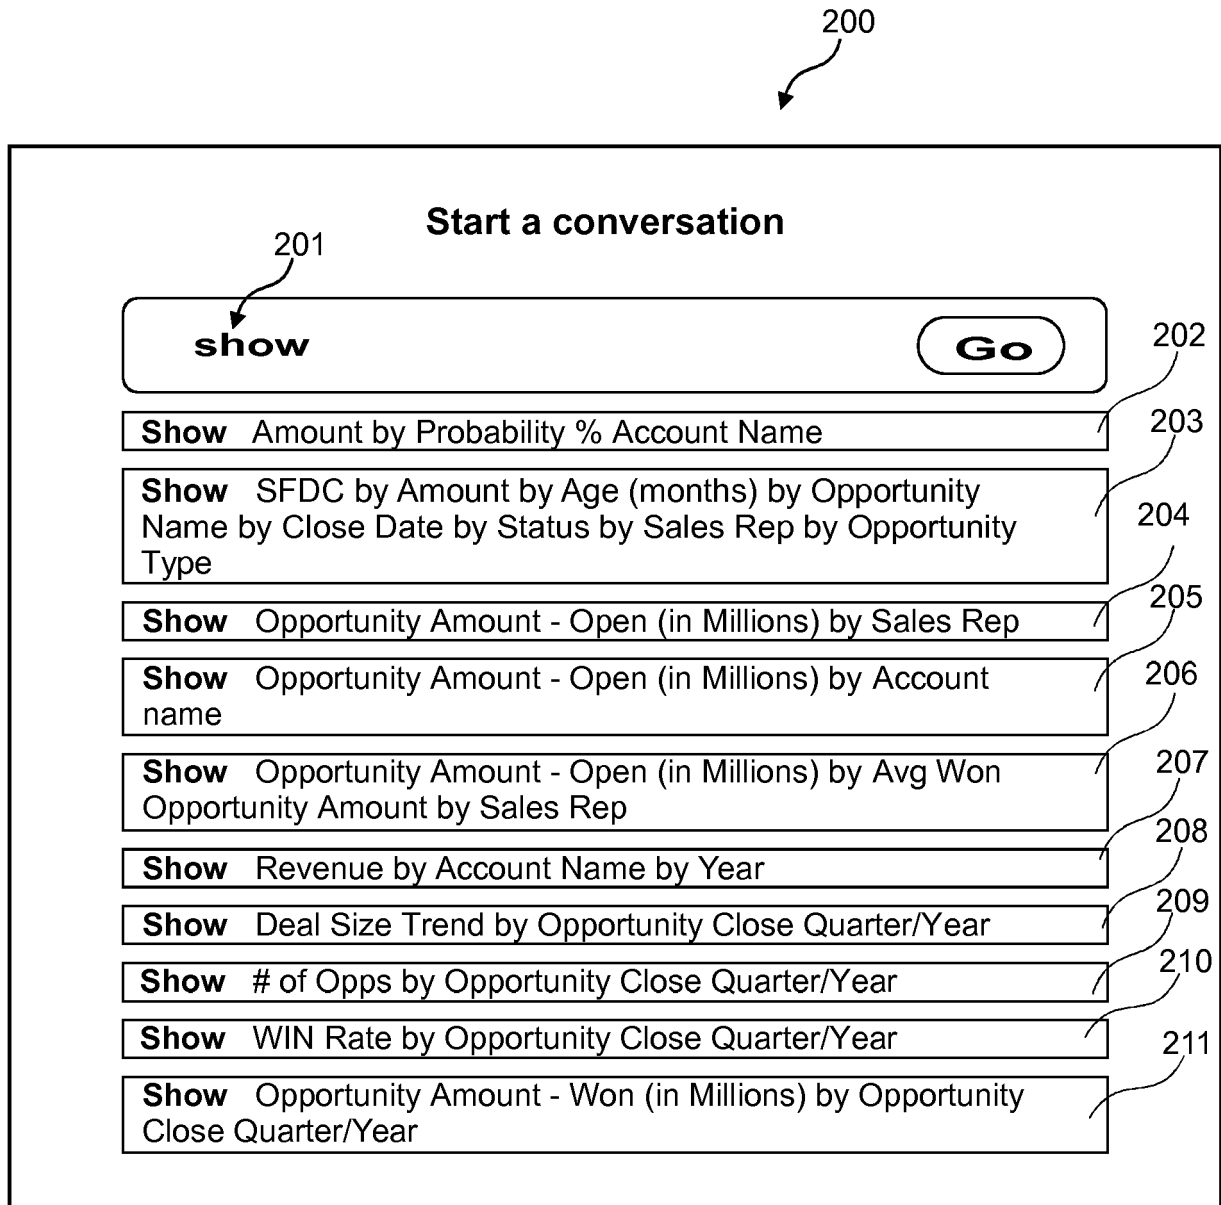 200
Start a conversation
201
show Go
202
Show Amount by Probability % Account Name
203
Show SFDC by Amount by Age (months) by Opportunity
Name by Close Date by Status by Sales Rep by Opportunity
Type
204
Show Opportunity Amount - Open (in Millions) by Sales Rep
205
Show Opportunity Amount - Open (in Millions) by Account
name
206
Show Opportunity Amount - Open (in Millions) by Avg Won
Opportunity Amount by Sales Rep
207
Show Revenue by Account Name by Year
208
Show Deal Size Trend by Opportunity Close Quarter/Year
209
Show # of Opps by Opportunity Close Quarter/Year
210
Show WIN Rate by Opportunity Close Quarter/Year
211
Show Opportunity Amount - Won (in Millions) by Opportunity
Close Quarter/Year